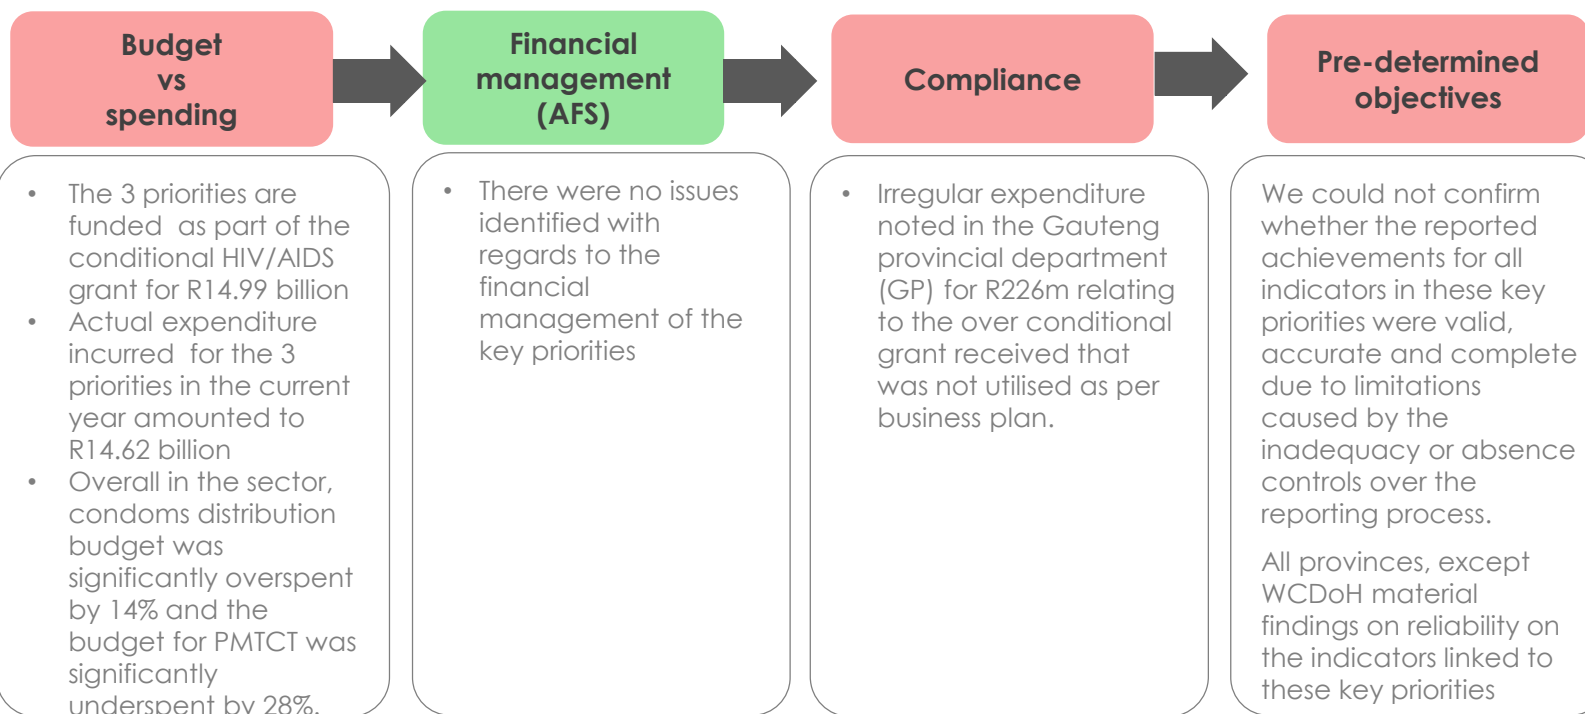 Budget
vs
spending
Financial
management
(AFS)
Compliance
Pre-determined
objectives
• The 3 priorities are
funded as part of the
conditional HIV/AIDS
grant for R14.99 billion
• Actual expenditure
incurred for the 3
priorities in the current
year amounted to
R14.62 billion
• Overall in the sector,
condoms distribution
budget was
significantly overspent
by 14% and the
budget for PMTCT was
significantly
underspent by 28%.
• There were no issues
identified with
regards to the
financial
management of the
key priorities
• Irregular expenditure
noted in the Gauteng
provincial department
(GP) for R226m relating
to the over conditional
grant received that
was not utilised as per
business plan.
We could not confirm
whether the reported
achievements for all
indicators in these key
priorities were valid,
accurate and complete
due to limitations
caused by the
inadequacy or absence
controls over the
reporting process.
All provinces, except
WCDoH material
findings on reliability on
the indicators linked to
these key priorities